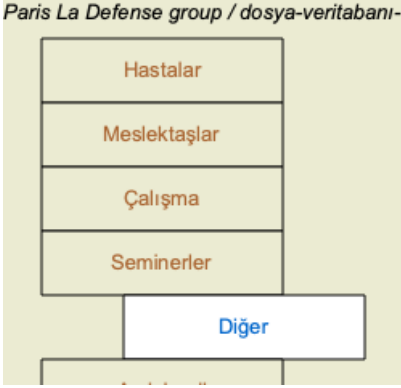 Paris La Defense group / dosya-veritabanı-
Hastalar
Meslektaşlar
Çalışma
Seminerler
Diğer